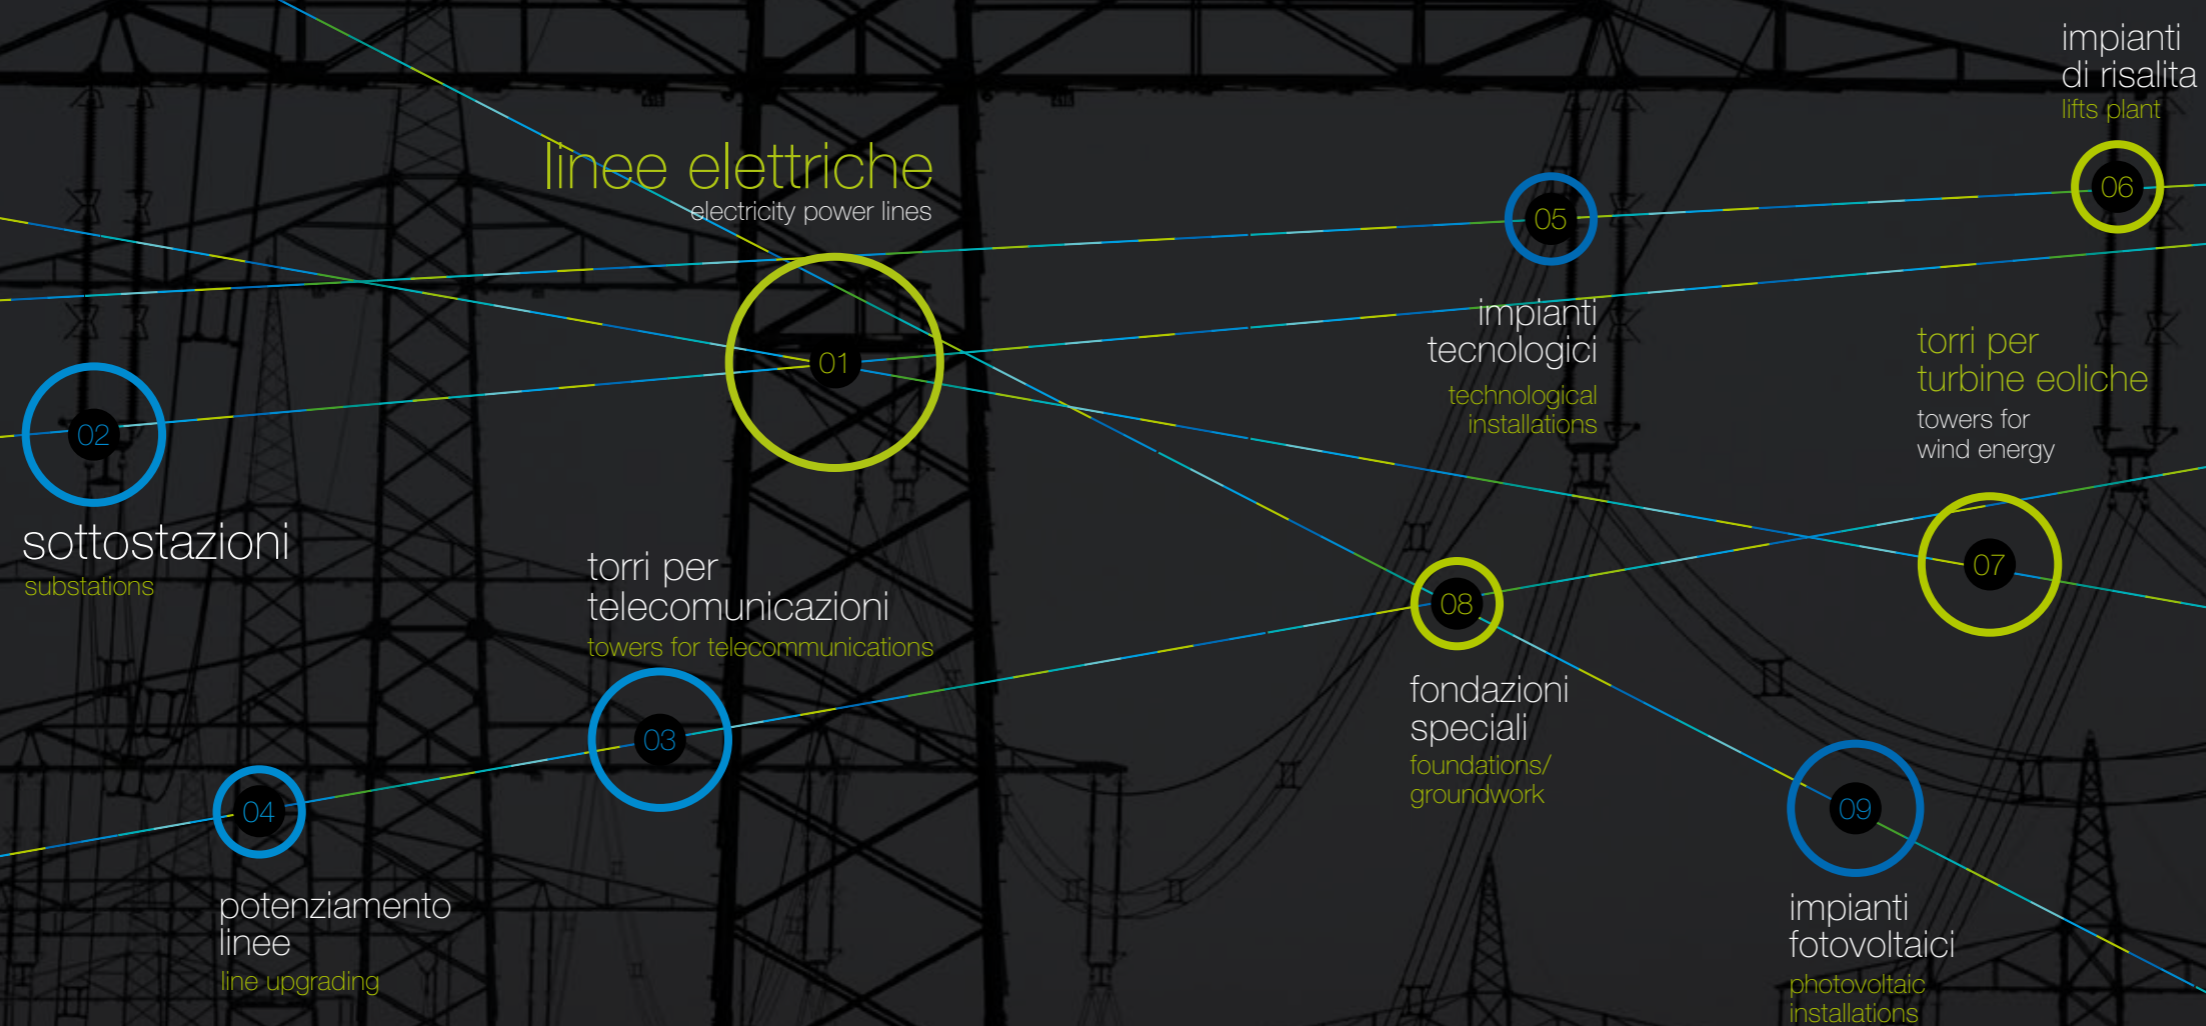 impianti
di risalita
lifts plant
06
linee elettriche
electricity power lines
01
05
impianti
tecnologici
technological
installations
torri per
turbine eoliche
towers for
wind energy
07
02
sottostazioni
substations
torri per
telecomunicazioni
towers for telecommunications
03
08
fondazioni
speciali
foundations/
groundwork
04
potenziamento
linee
line upgrading
09
impianti
fotovoltaici
photovoltaic
installations